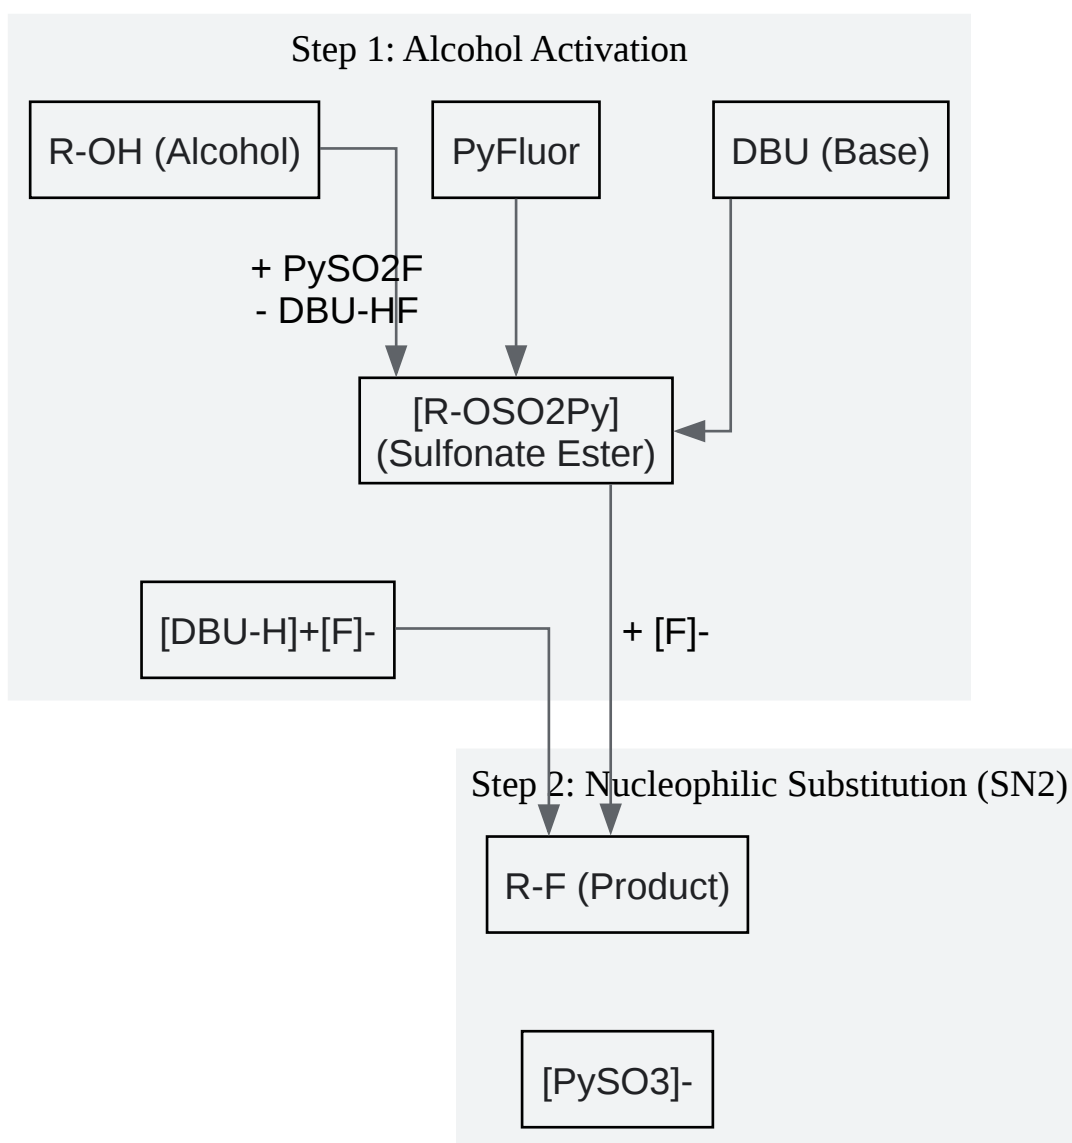 Step 1: Alcohol Activation
R-OH (Alcohol)
PyFluor
DBU (Base)
+ PySO2F
- DBU-HF
[R-OSO2Py]
(Sulfonate Ester)
[DBU-H]+[F]-
+ [F]-
Step 2: Nucleophilic Substitution (SN2)
R-F (Product)
[PySO3]-